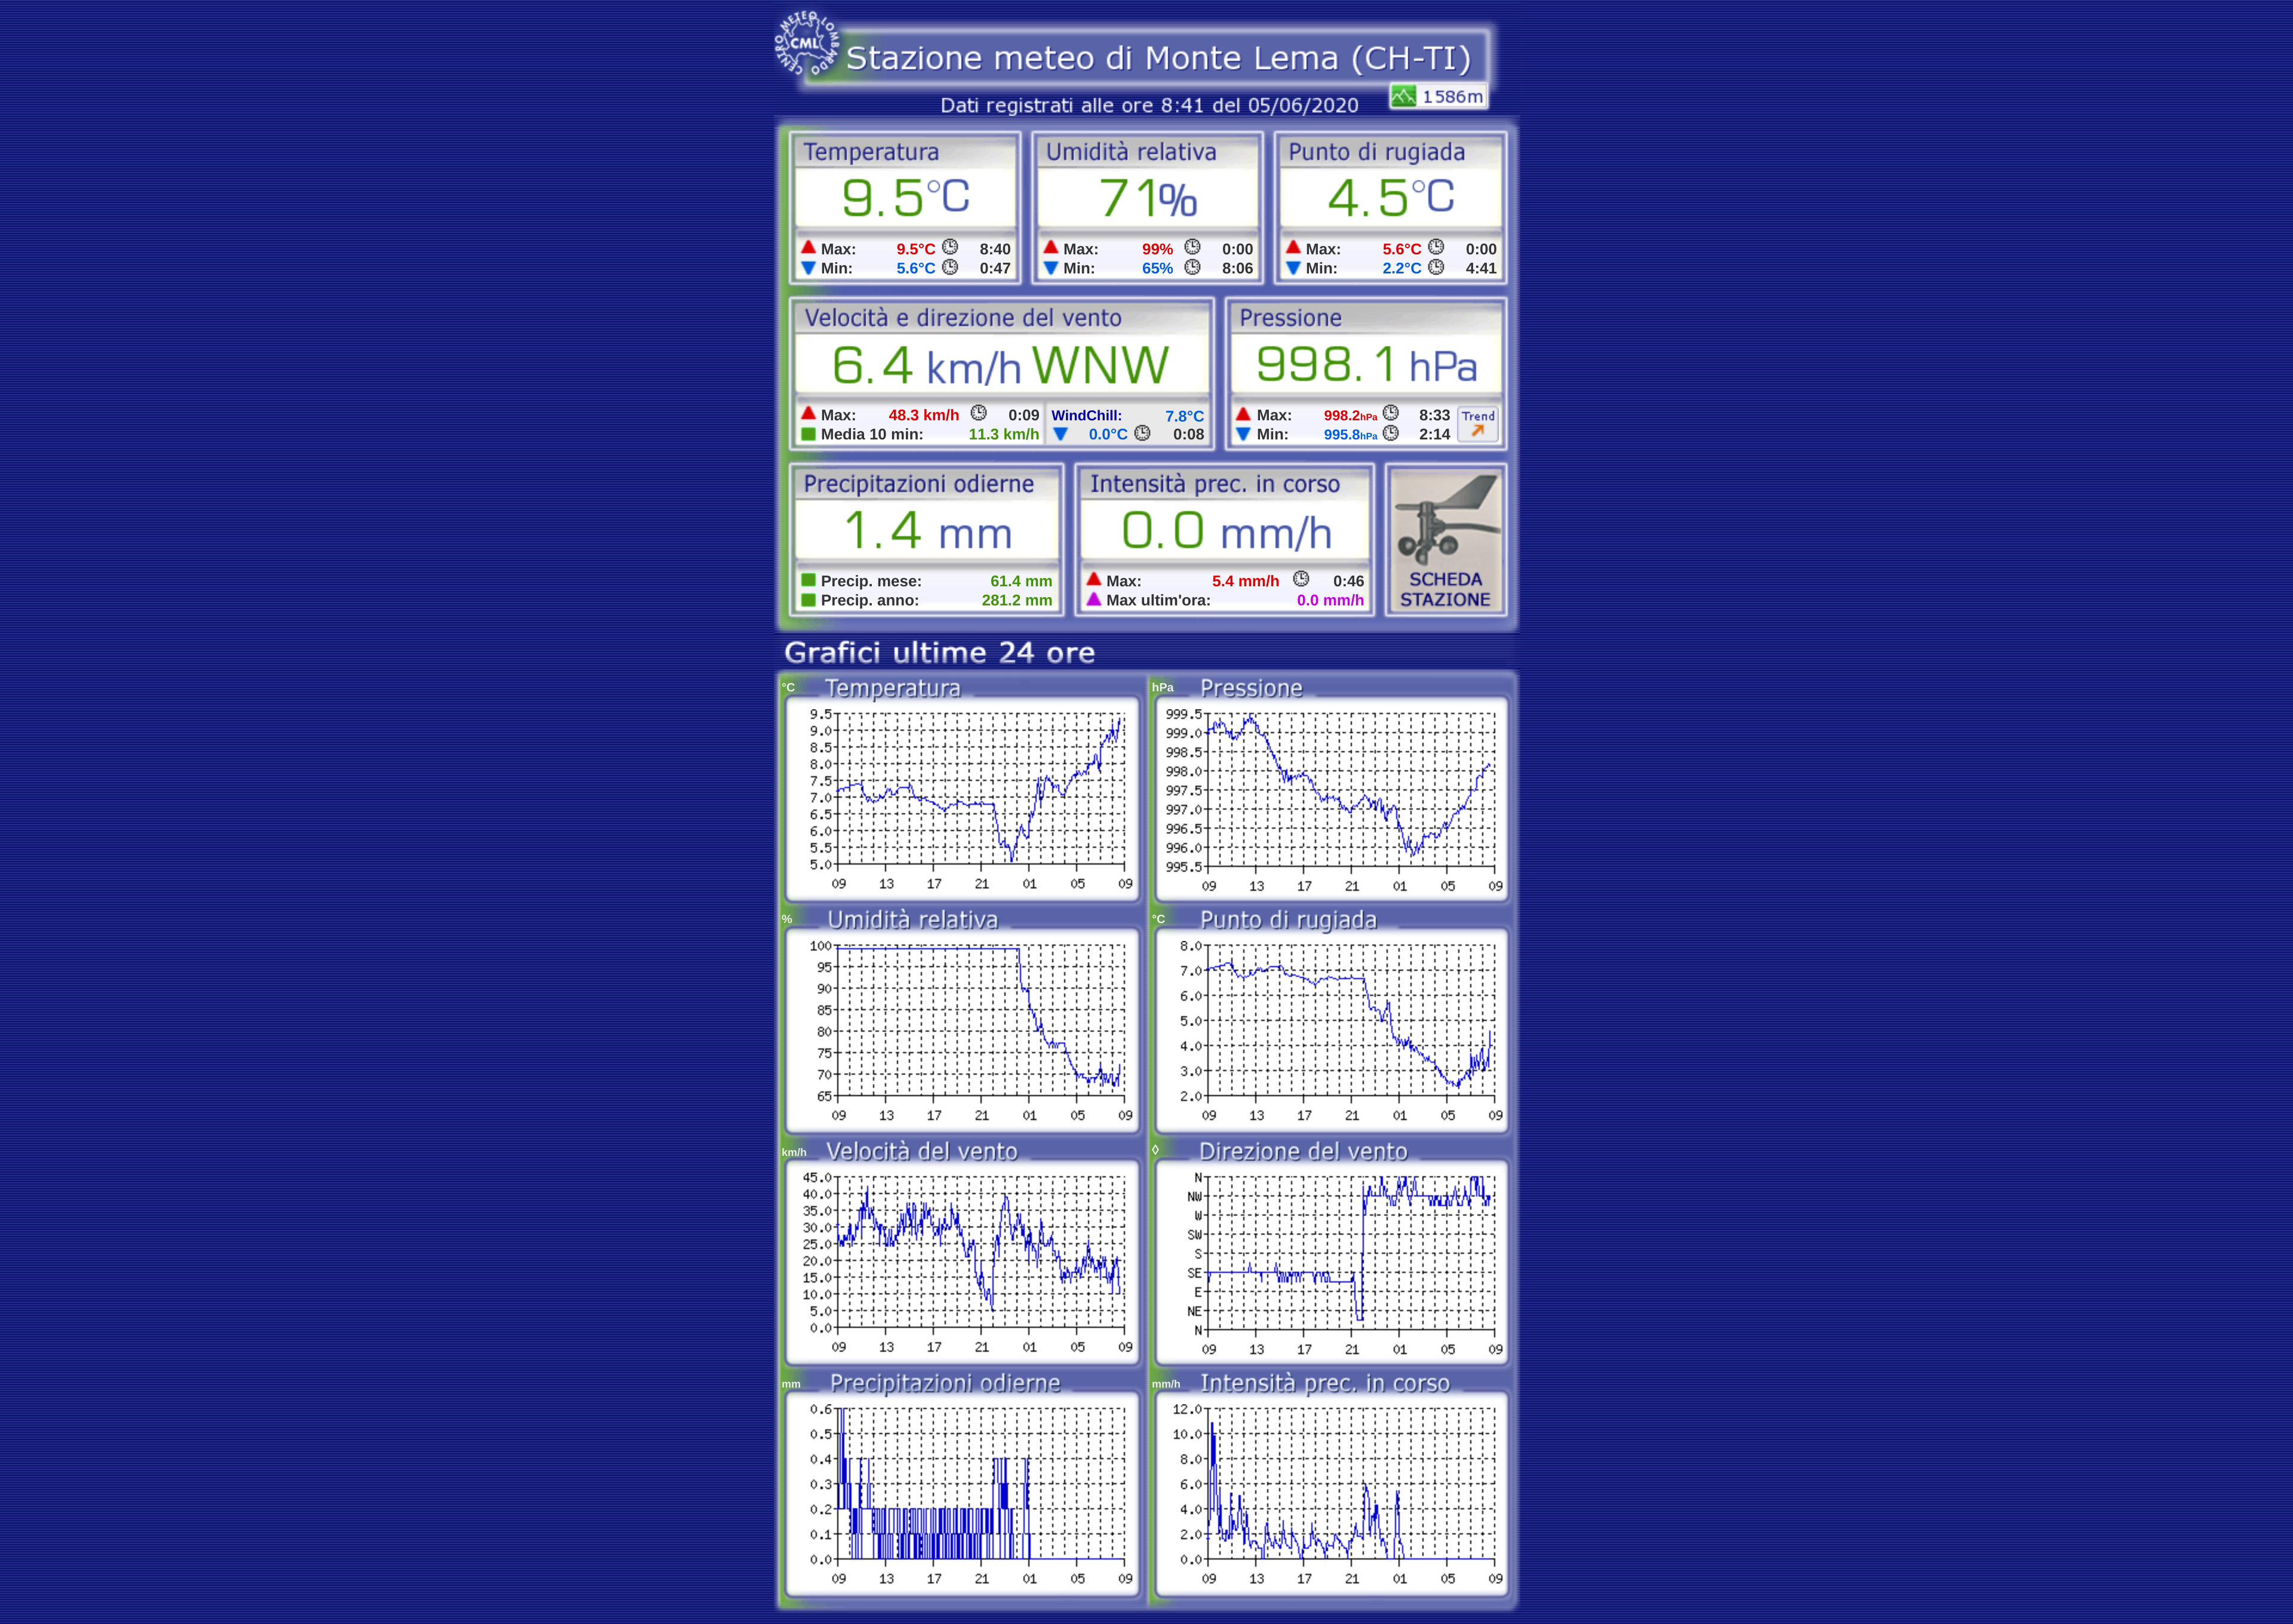 CENTRO METEO LOMBARDO
CML
Stazione meteo di Monte Lema (CH-TI)
Dati registrati alle ore 8:41 del 05/06/2020
1586m
Temperatura Umidità relativa Punto di rugiada
9.5°C 71% 4.5°C
Max: 9.5°C 8:40 Max: 99% 0:00 Max: 5.6°C 0:00
Min: 5.6°C 0:47 Min: 65% 8:06 Min: 2.2°C 4:41
Velocità e direzione del vento Pressione
6.4 km/h WNW 998.1 hPa
Max: 48.3 km/h 0:09 WindChill: 7.8°C Max: 998.2hPa 8:33 Trend
Media 10 min: 11.3 km/h 0.0°C 0:08 Min: 995.8hPa 2:14
Precipitazioni odierne Intensità prec. in corso
1.4 mm 0.0 mm/h
Precip. mese: 61.4 mm Max: 5.4 mm/h 0:46 SCHEDA
Precip. anno: 281.2 mm Max ultim'ora: 0.0 mm/h STAZIONE
Grafici ultime 24 ore
°C Temperatura
9.5
9.0
8.5
8.0
7.5
7.0
6.5
6.0
5.5
5.0
09 13 17 21 01 05 09
hPa Pressione
999.5
999.0
998.5
998.0
997.5
997.0
996.5
996.0
995.5
09 13 17 21 01 05 09
% Umidità relativa
100
95
90
85
80
75
70
65
09 13 17 21 01 05 09
°C Punto di rugiada
8.0
7.0
6.0
5.0
4.0
3.0
2.0
09 13 17 21 01 05 09
km/h Velocità del vento
45.0
40.0
35.0
30.0
25.0
20.0
15.0
10.0
5.0
0.0
09 13 17 21 01 05 09
◊ Direzione del vento
N
NW
W
SW
S
SE
E
NE
N
09 13 17 21 01 05 09
mm Precipitazioni odierne
0.6
0.5
0.4
0.3
0.2
0.1
0.0
09 13 17 21 01 05 09
mm/h Intensità prec. in corso
12.0
10.0
8.0
6.0
4.0
2.0
0.0
09 13 17 21 01 05 09